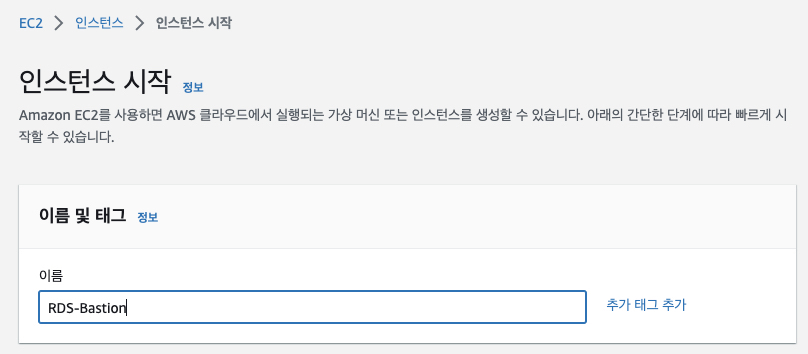 EC2 > 인스턴스 > 인스턴스 시작
인스턴스 시작 정보
Amazon EC2를 사용하면 AWS 클라우드에서 실행되는 가상 머신 또는 인스턴스를 생성할 수 있습니다. 아래의 간단한 단계에 따라 빠르게 시
작할 수 있습니다.
이름 및 태그 정보
이름
RDS-Bastion 추가 태그 추가